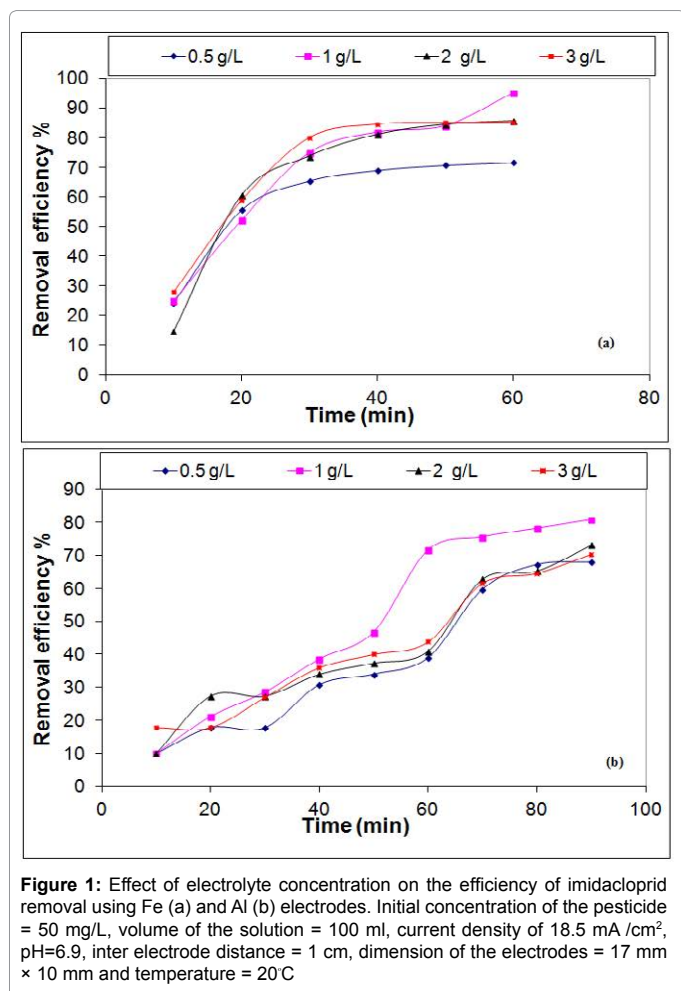 0.5 g/L 1 g/L 2 g/L 3 g/L
100
90
80
70
60
50
40
30
20
10
0
Removal efficiency %
(a)
0 20 40 60 80
Time (min)
0.5 g/L 1 g/L 2 g/L 3 g/L
90
80
70
60
50
40
30
20
10
0
Removal efficiency %
(b)
0 20 40 60 80 100
Time (min)
Figure 1: Effect of electrolyte concentration on the efficiency of imidacloprid
removal using Fe (a) and Al (b) electrodes. Initial concentration of the pesticide
= 50 mg/L, volume of the solution = 100 ml, current density of 18.5 mA /cm²,
pH=6.9, inter electrode distance = 1 cm, dimension of the electrodes = 17 mm
× 10 mm and temperature = 20°C